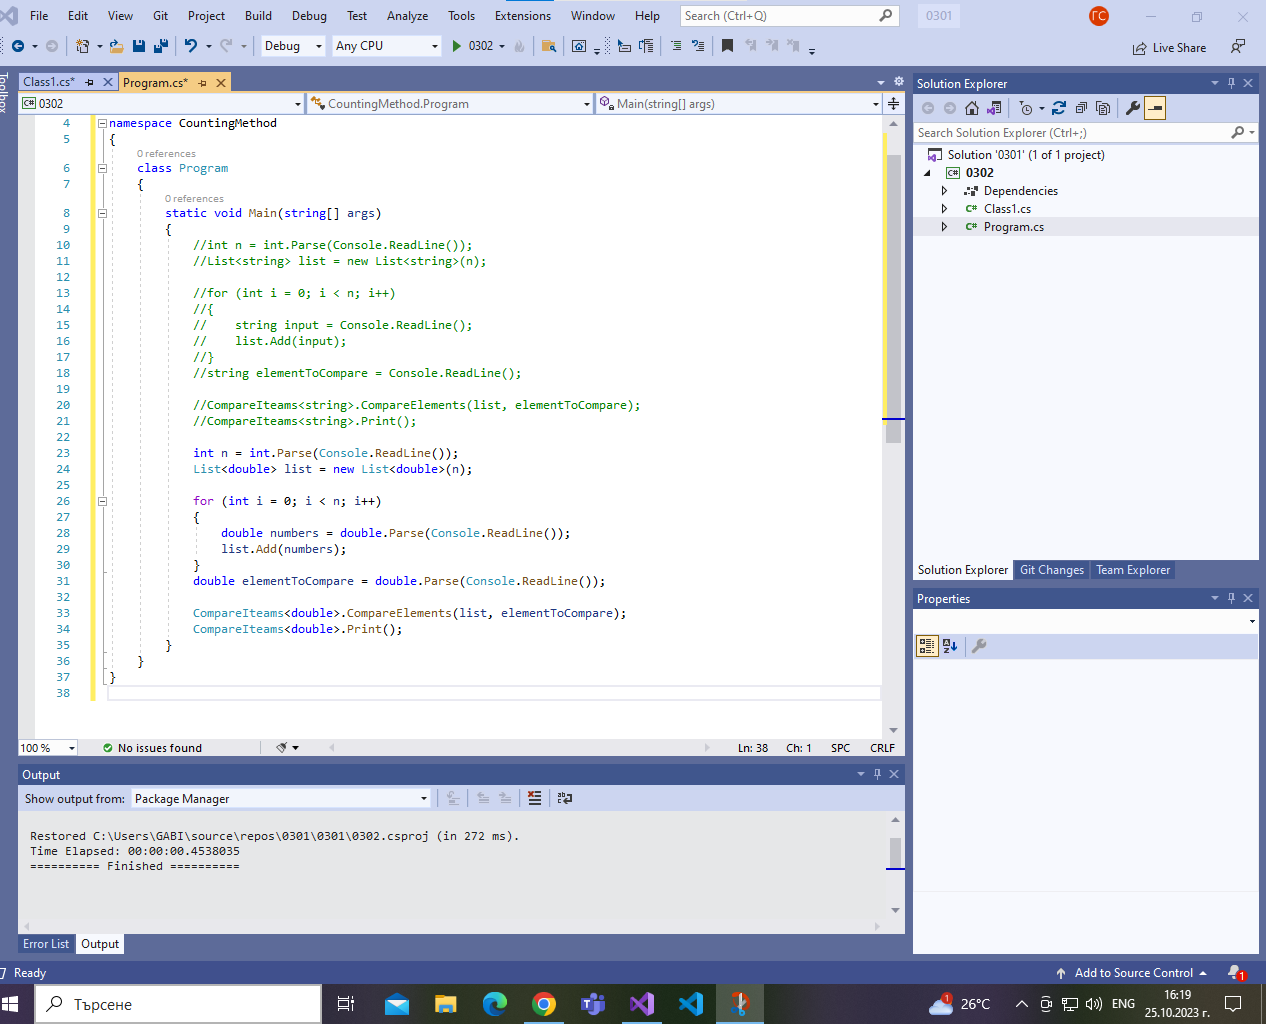 File Edit View Git Project Build Debug Test Analyze Tools Extensions Window Help Search (Ctrl+Q) 0301 ГС
Debug Any CPU 0302 Live Share
Toolbox
Class1.cs* Program.cs*
C# 0302 CountingMethod.Program Main(string[] args)
4 namespace CountingMethod
5 {
0 references
6 class Program
7 {
0 references
8 static void Main(string[] args)
9 {
10 //int n = int.Parse(Console.ReadLine());
11 //List<string> list = new List<string>(n);
12
13 //for (int i = 0; i < n; i++)
14 //{
15 //    string input = Console.ReadLine();
16 //    list.Add(input);
17 //}
18 //string elementToCompare = Console.ReadLine();
19
20 //CompareIteams<string>.CompareElements(list, elementToCompare);
21 //CompareIteams<string>.Print();
22
23 int n = int.Parse(Console.ReadLine());
24 List<double> list = new List<double>(n);
25
26 for (int i = 0; i < n; i++)
27 {
28 double numbers = double.Parse(Console.ReadLine());
29 list.Add(numbers);
30 }
31 double elementToCompare = double.Parse(Console.ReadLine());
32
33 CompareIteams<double>.CompareElements(list, elementToCompare);
34 CompareIteams<double>.Print();
35 }
36 }
37 }
38
100 % No issues found Ln: 38 Ch: 1 SPC CRLF
Output
Show output from: Package Manager
Restored C:\Users\GABI\source\repos\0301\0301\0302.csproj (in 272 ms).
Time Elapsed: 00:00:00.4538035
========== Finished ==========
Error List Output
Solution Explorer
Search Solution Explorer (Ctrl+;)
Solution '0301' (1 of 1 project)
C# 0302
Dependencies
C# Class1.cs
C# Program.cs
Solution Explorer Git Changes Team Explorer
Properties
Ready Add to Source Control 1
Търсене 1 26°C ENG 16:19
25.10.2023 г.